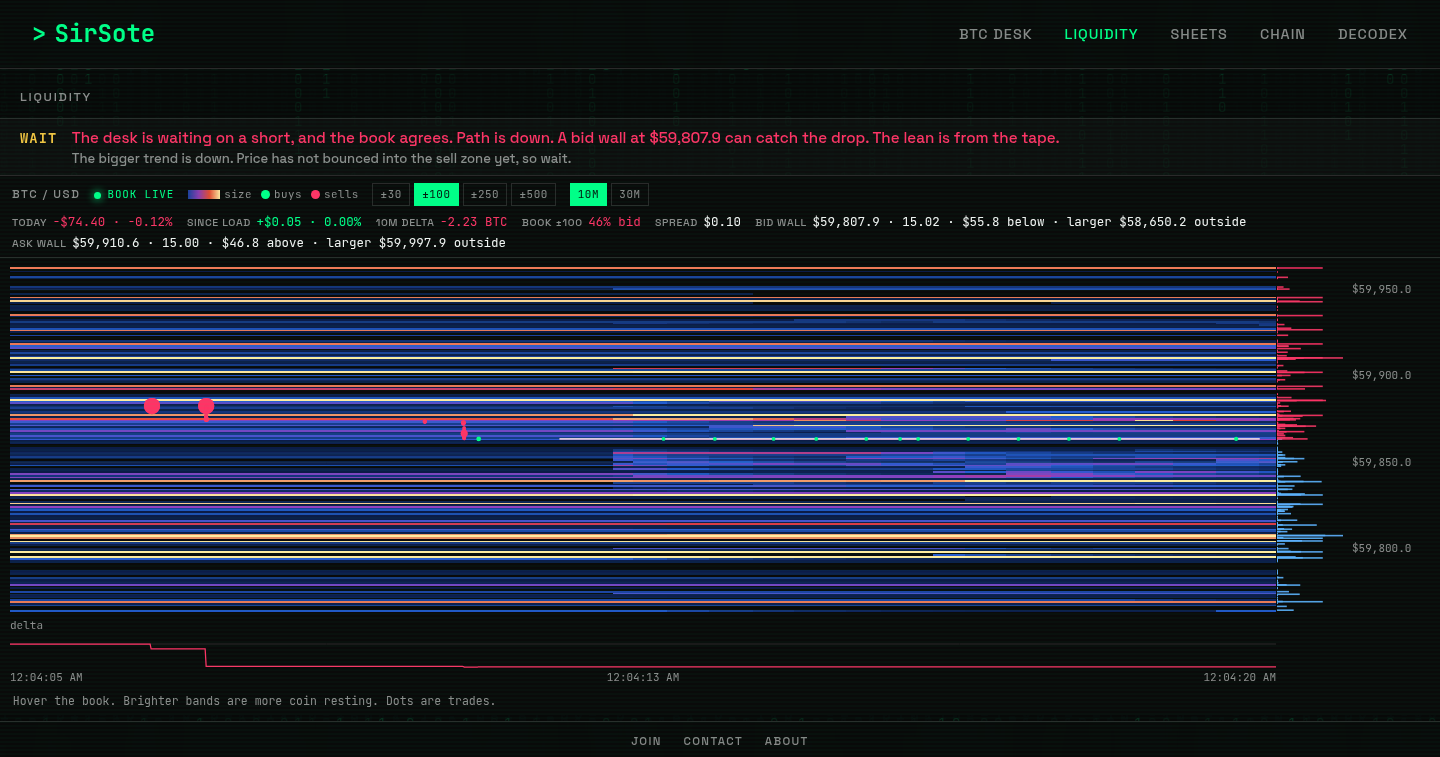 > SirSote
BTC DESK LIQUIDITY SHEETS CHAIN DECODEX
LIQUIDITY
WAIT The desk is waiting on a short, and the book agrees. Path is down. A bid wall at $59,807.9 can catch the drop. The lean is from the tape.
The bigger trend is down. Price has not bounced into the sell zone yet, so wait.
BTC / USD BOOK LIVE size buys sells ±30 ±100 ±250 ±500 10M 30M
TODAY -$74.40 · -0.12% SINCE LOAD +$0.05 · 0.00% 10M DELTA -2.23 BTC BOOK ±100 46% bid SPREAD $0.10 BID WALL $59,807.9 · 15.02 · $55.8 below · larger $58,650.2 outside
ASK WALL $59,910.6 · 15.00 · $46.8 above · larger $59,997.9 outside
$59,950.0
$59,900.0
$59,850.0
$59,800.0
delta
12:04:05 AM 12:04:13 AM 12:04:20 AM
Hover the book. Brighter bands are more coin resting. Dots are trades.
JOIN CONTACT ABOUT